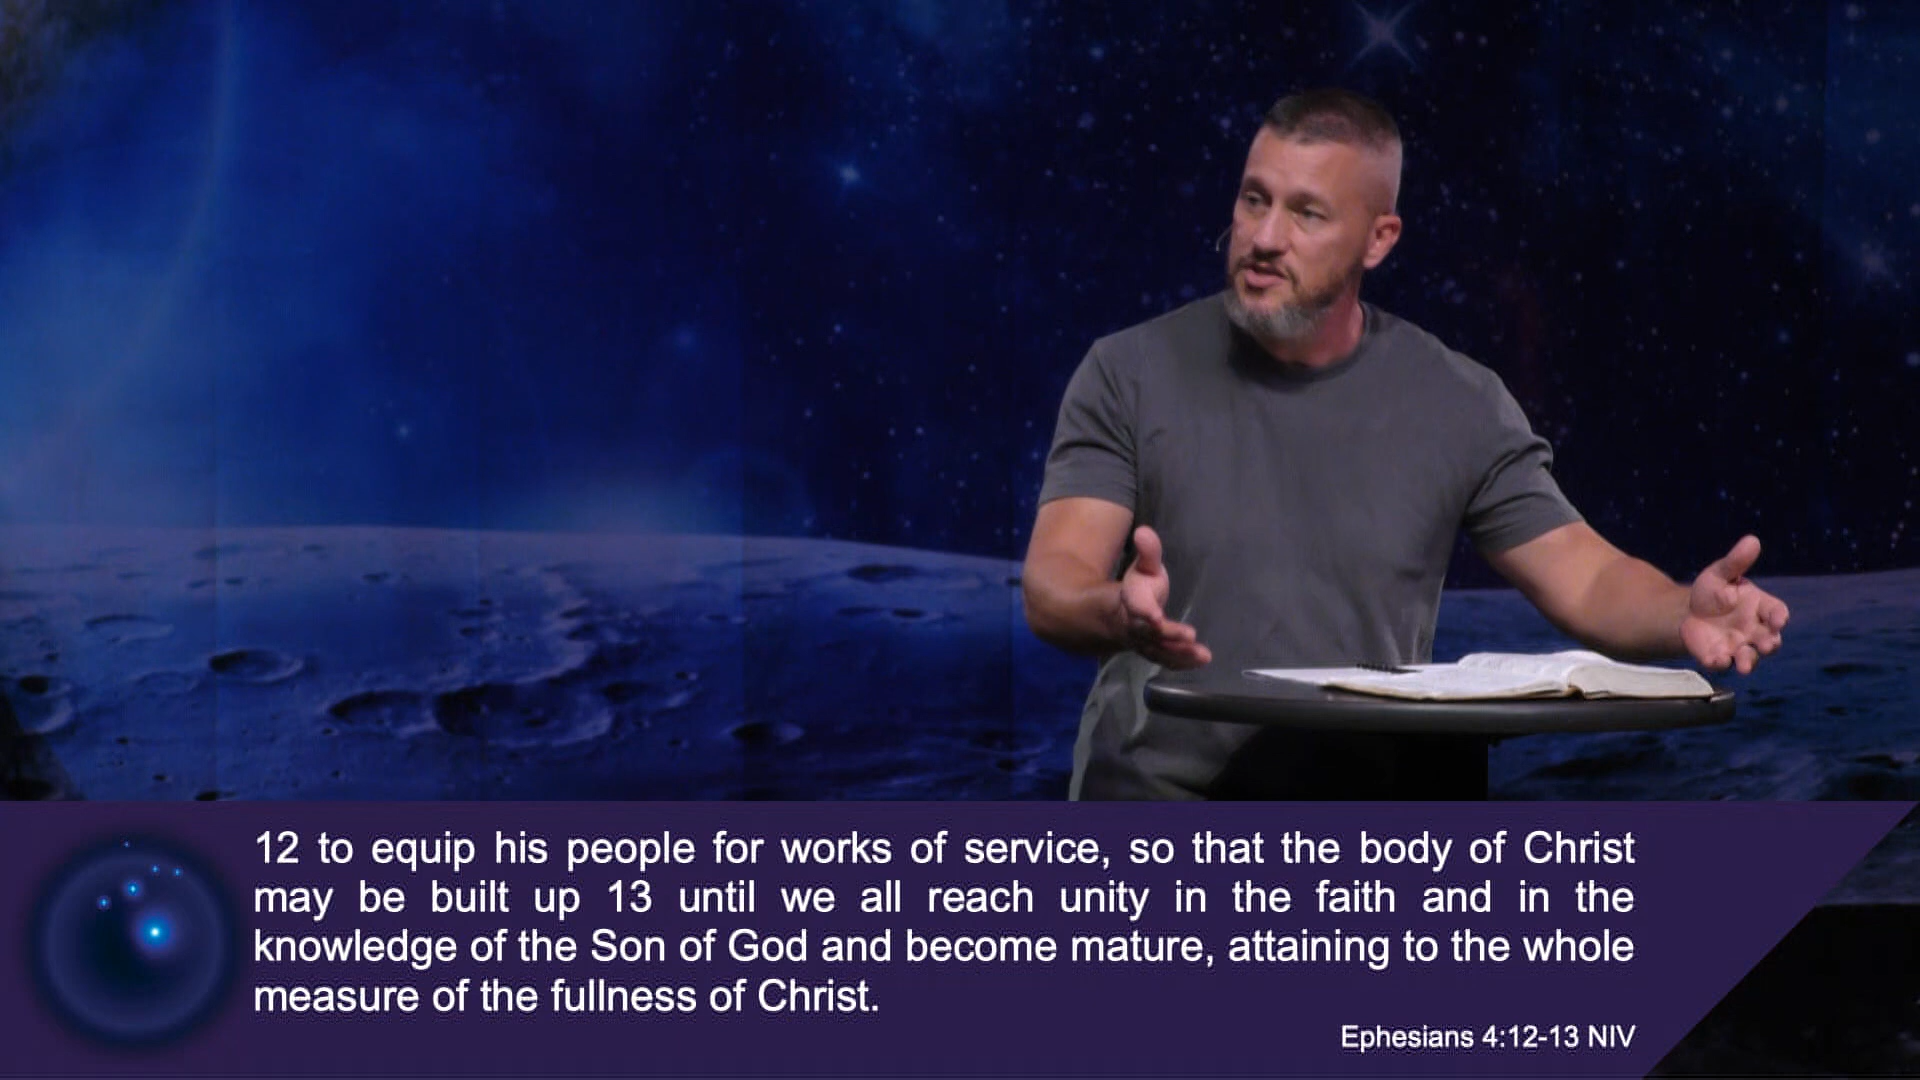 12 to equip his people for works of service, so that the body of Christ
may be built up 13 until we all reach unity in the faith and in the
knowledge of the Son of God and become mature, attaining to the whole
measure of the fullness of Christ.
Ephesians 4:12-13 NIV